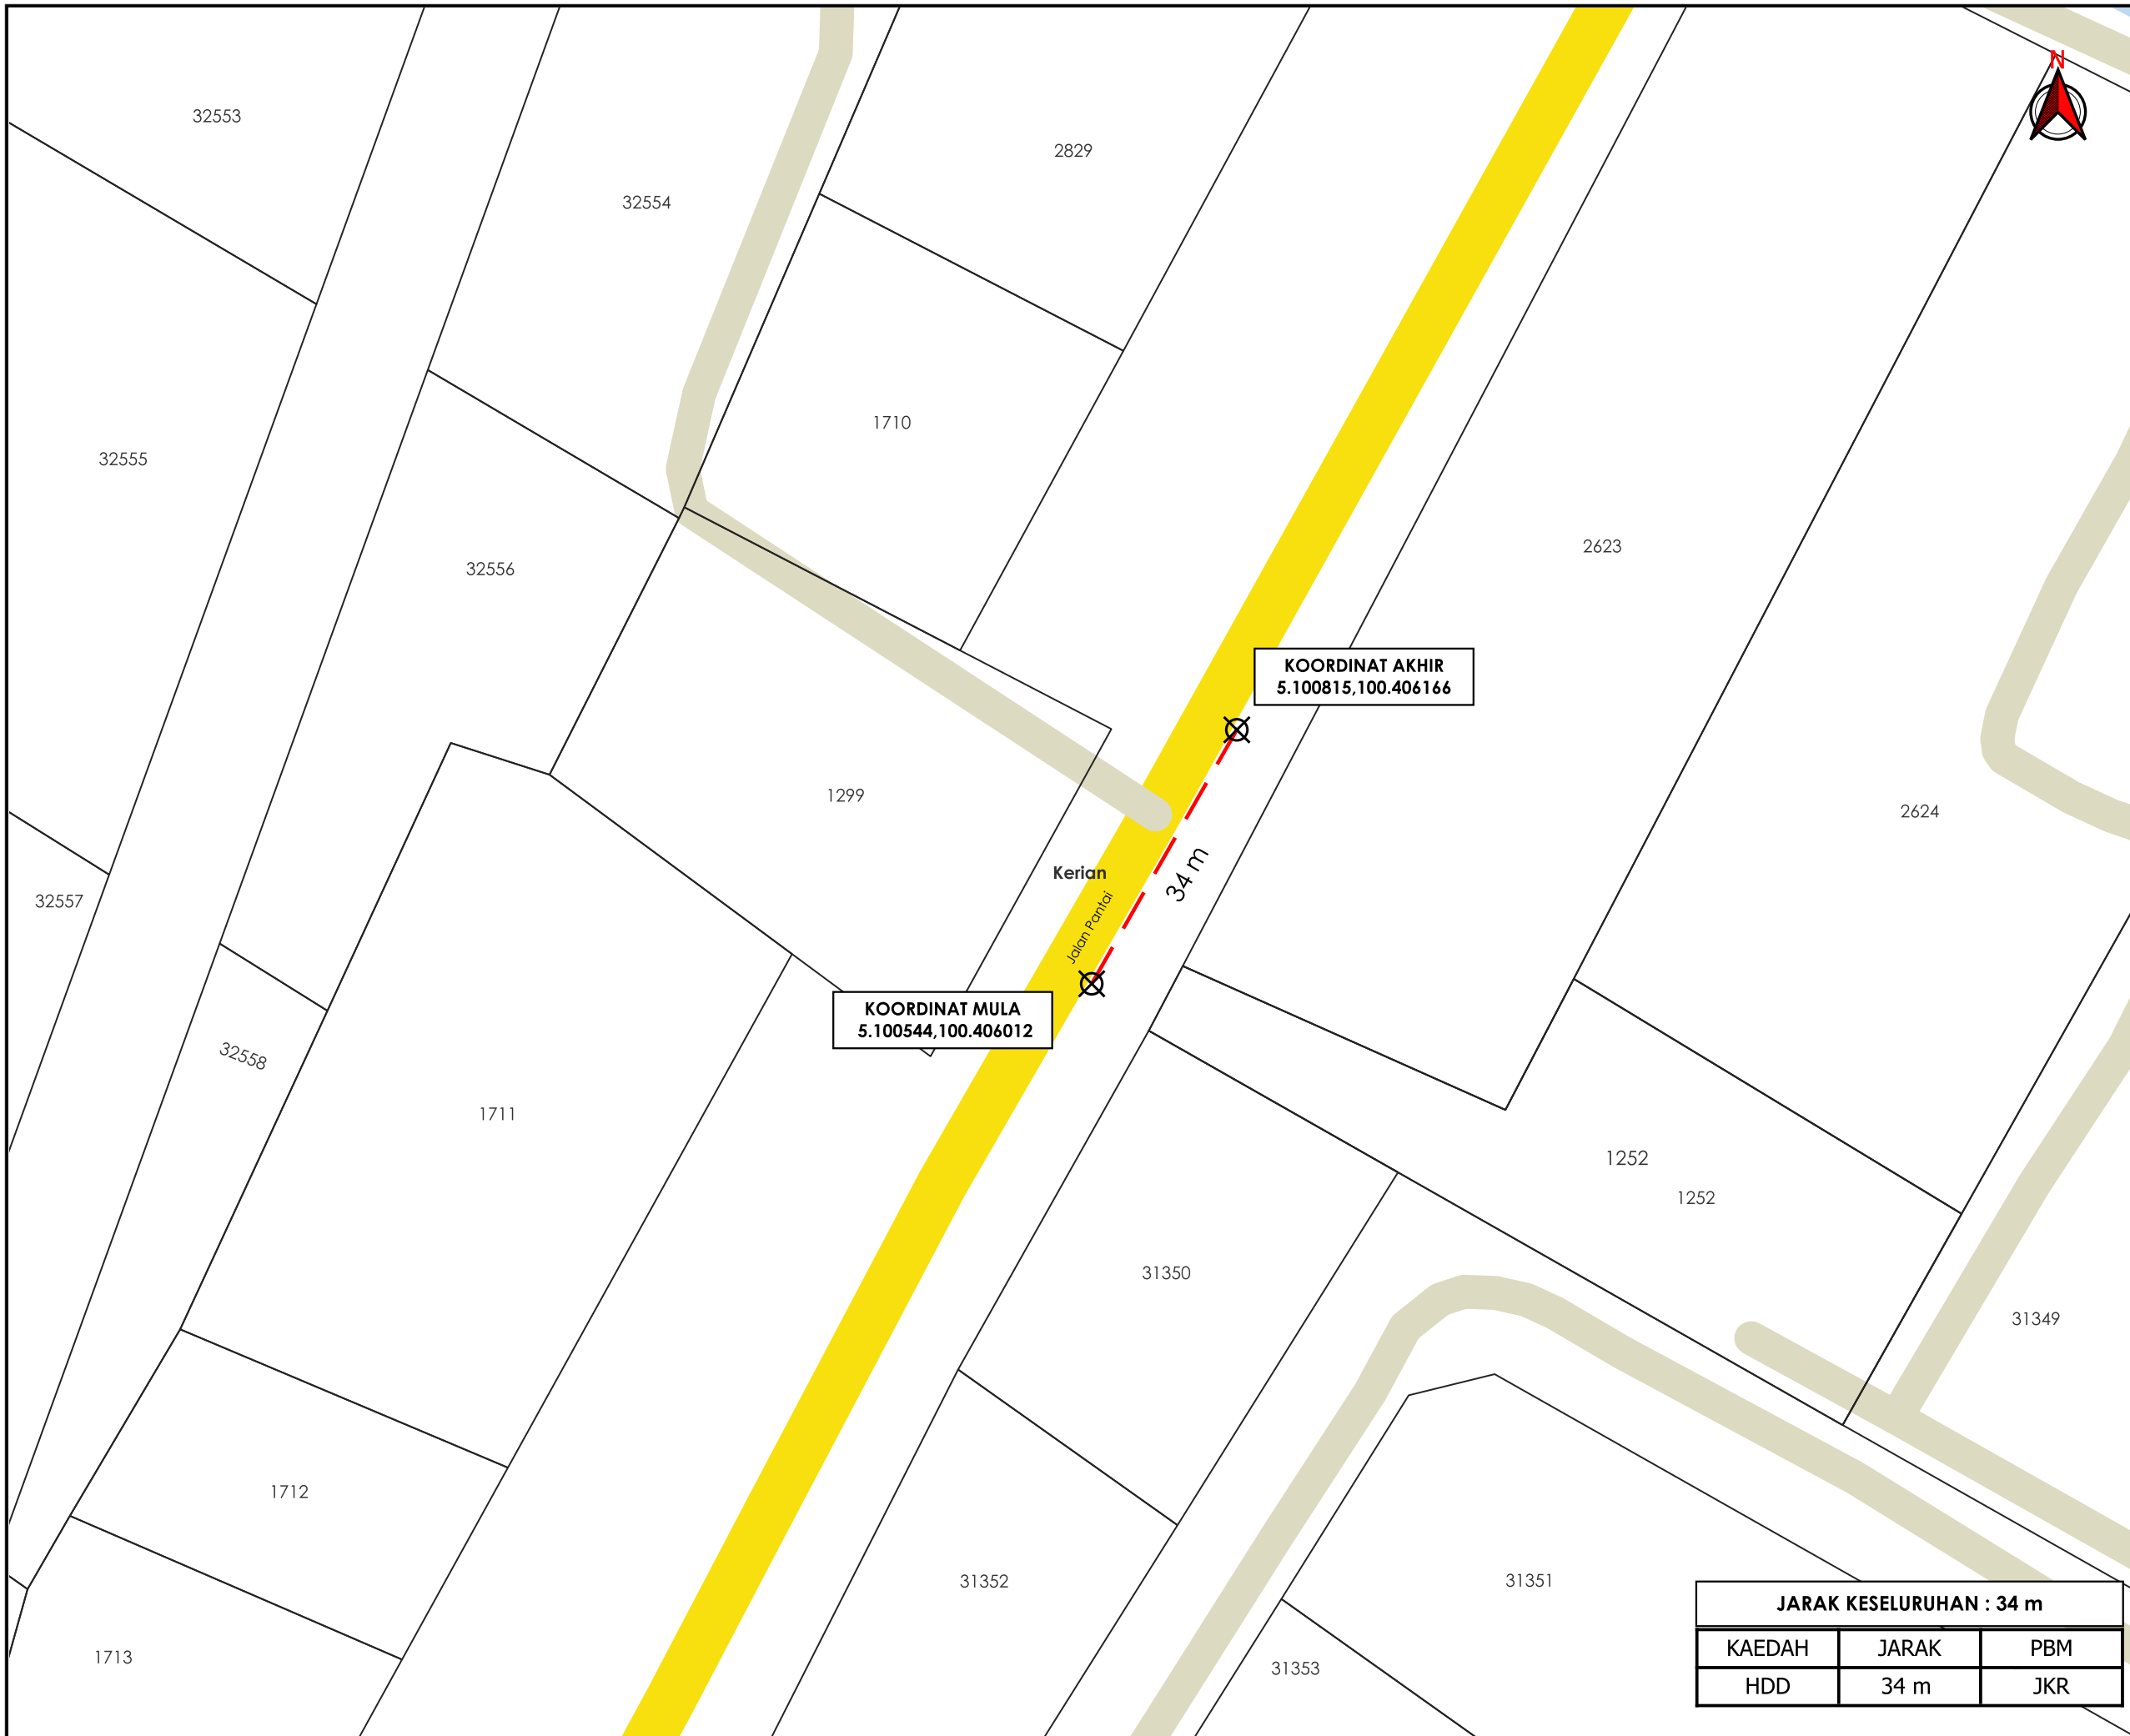 N
32553
2829
32554
1710
32555
2623
32556
KOORDINAT AKHIR
5.100815,100.406166
1299
2624
Kerian
34 m
Jalan Pantai
32557
KOORDINAT MULA
5.100544,100.406012
32558
1711
1252
1252
31350
31349
1712
31352
31351
1713
31353
JARAK KESELURUHAN : 34 m
KAEDAH JARAK PBM
HDD 34 m JKR